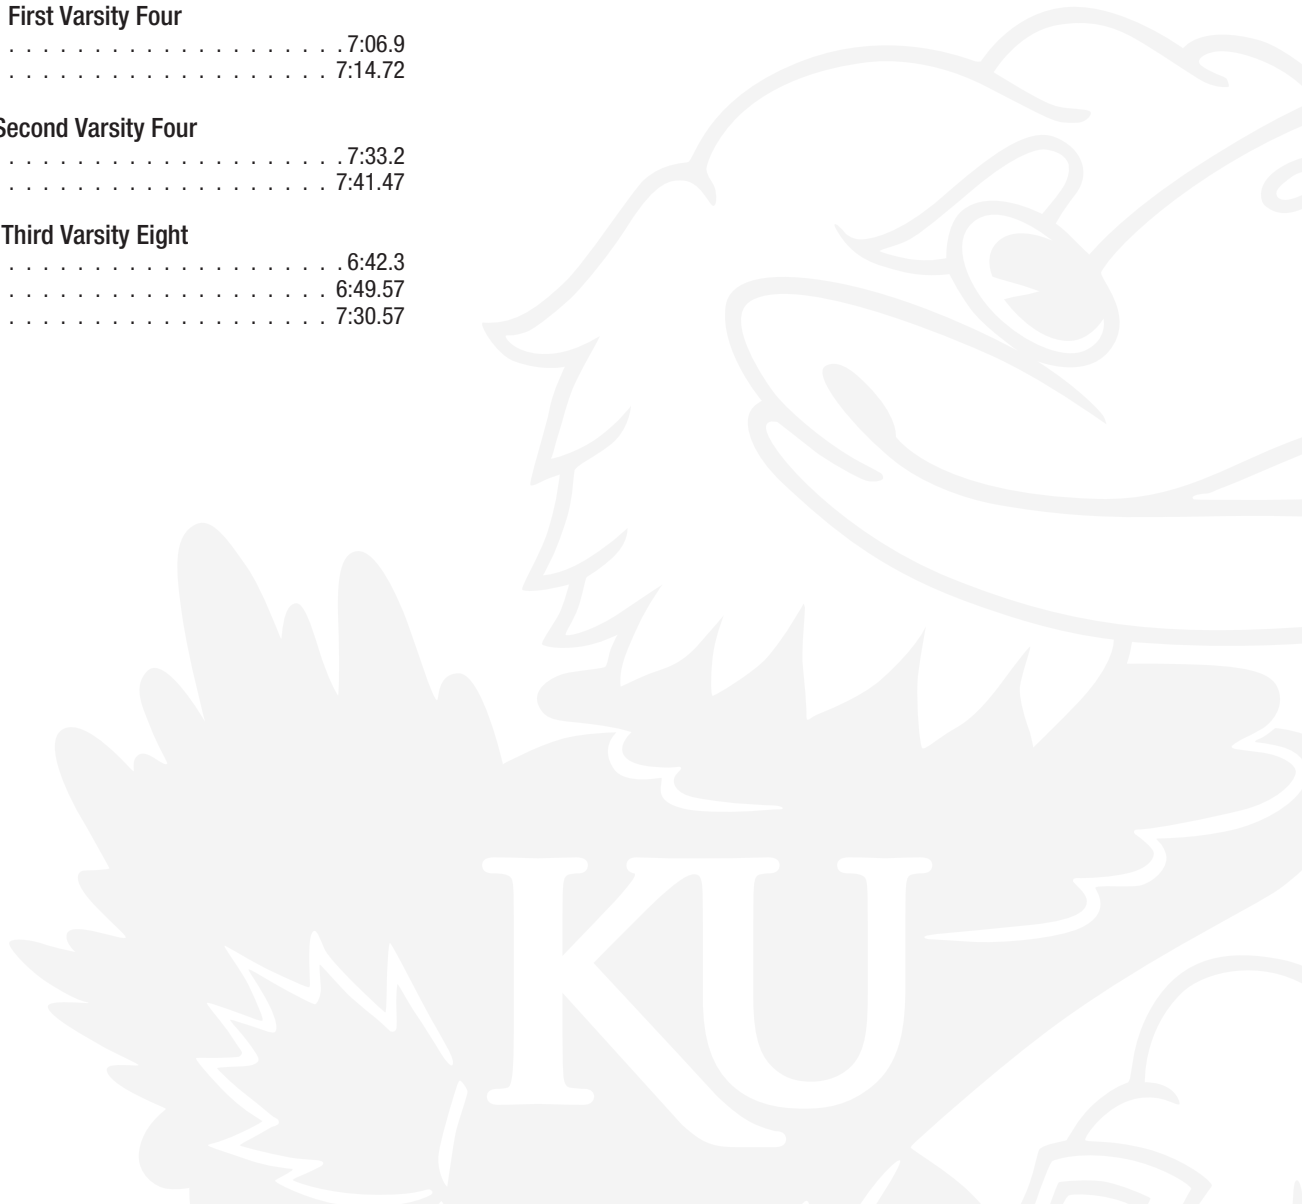 First Varsity Four
. . . . . . . . . . . . . . . . . . . . 7:06.9
. . . . . . . . . . . . . . . . . . . 7:14.72
Second Varsity Four
. . . . . . . . . . . . . . . . . . . . 7:33.2
. . . . . . . . . . . . . . . . . . . 7:41.47
Third Varsity Eight
. . . . . . . . . . . . . . . . . . . . 6:42.3
. . . . . . . . . . . . . . . . . . . 6:49.57
. . . . . . . . . . . . . . . . . . . 7:30.57
KU